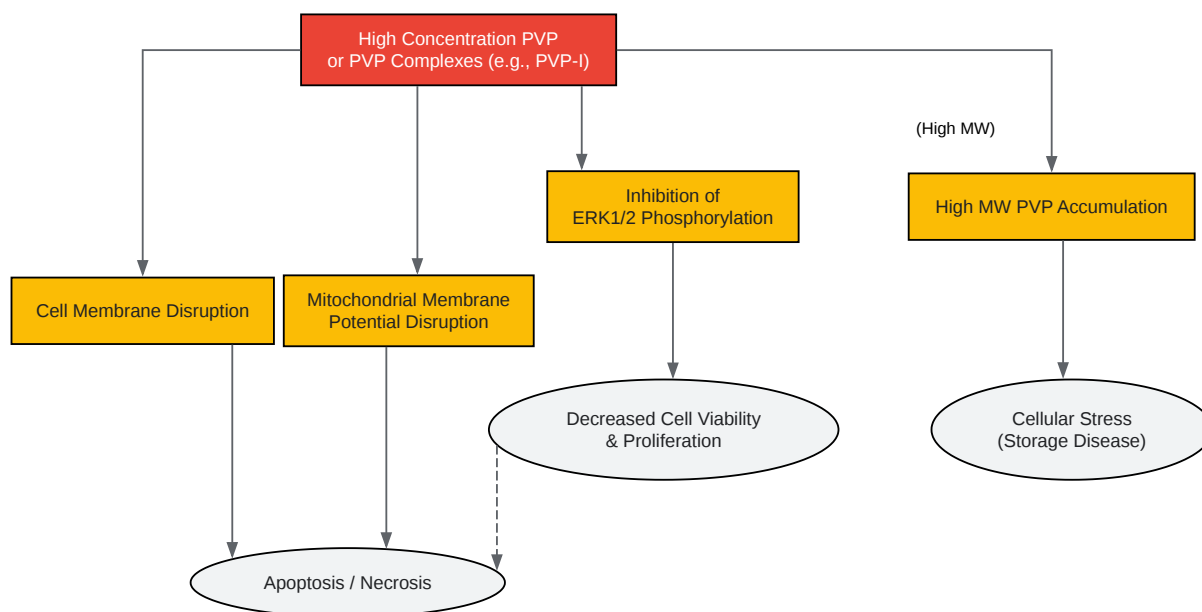 High Concentration PVP
or PVP Complexes (e.g., PVP-I)
(High MW)
Inhibition of
ERK1/2 Phosphorylation
High MW PVP Accumulation
Cell Membrane Disruption
Mitochondrial Membrane
Potential Disruption
Decreased Cell Viability
& Proliferation
Cellular Stress
(Storage Disease)
Apoptosis / Necrosis